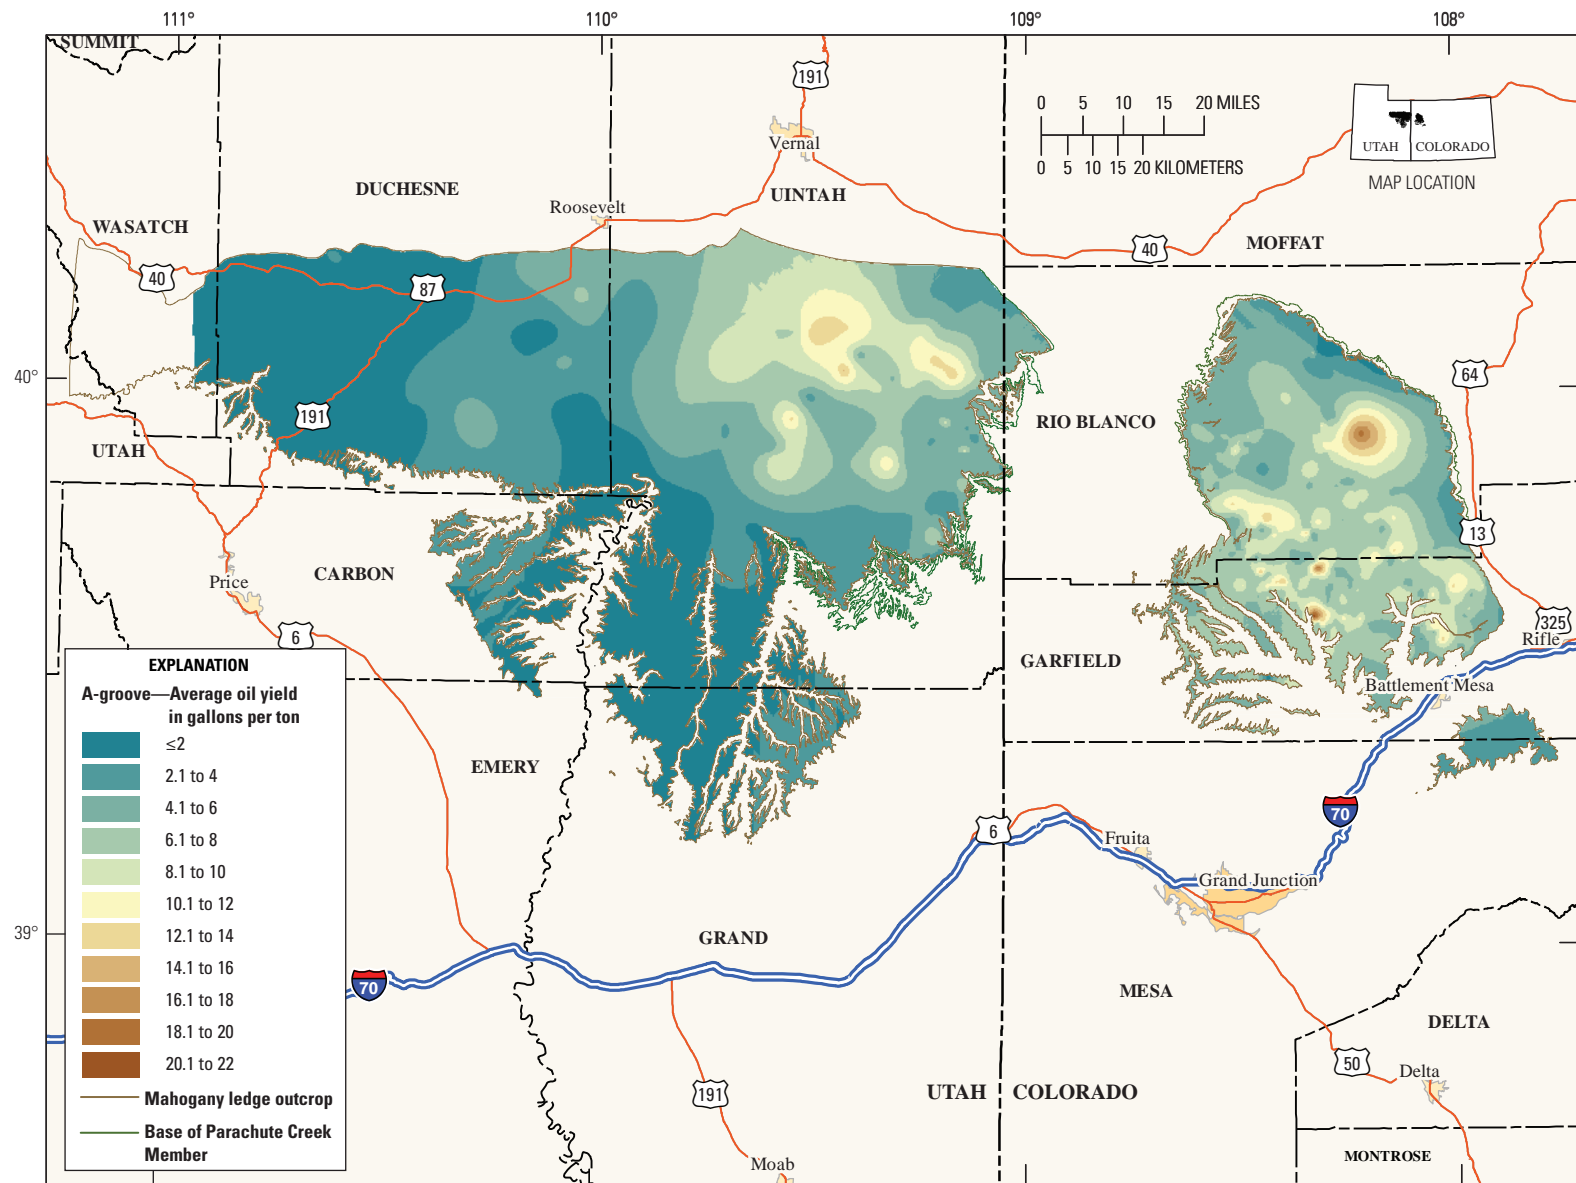 111°
110°
109°
108°
SUMMIT
191
0 5 10 15 20 MILES
0 5 10 15 20 KILOMETERS
UTAH
COLORADO
MAP LOCATION
Vernal
DUCHESNE
UINTAH
Roosevelt
WASATCH
MOFFAT
40
40
87
40°
64
191
RIO BLANCO
UTAH
13
CARBON
Price
6
325
Rifle
GARFIELD
Battlement Mesa
EXPLANATION
A-groove—Average oil yield
in gallons per ton
≤2
2.1 to 4
4.1 to 6
6.1 to 8
8.1 to 10
10.1 to 12
12.1 to 14
14.1 to 16
16.1 to 18
18.1 to 20
20.1 to 22
Mahogany ledge outcrop
Base of Parachute Creek
Member
EMERY
70
6
Fruita
Grand Junction
39°
GRAND
70
MESA
DELTA
50
Delta
191
UTAH
COLORADO
MONTROSE
Moab